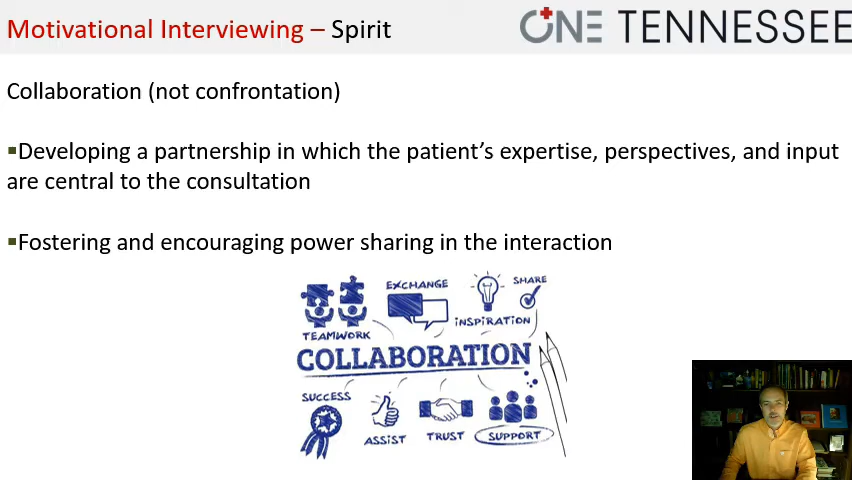 Motivational Interviewing – Spirit
ONE TENNESSEE
Collaboration (not confrontation)
▪Developing a partnership in which the patient’s expertise, perspectives, and input
are central to the consultation
▪Fostering and encouraging power sharing in the interaction
EXCHANGE
SHARE
INSPIRATION
TEAMWORK
COLLABORATION
SUCCESS
ASSIST
TRUST
SUPPORT